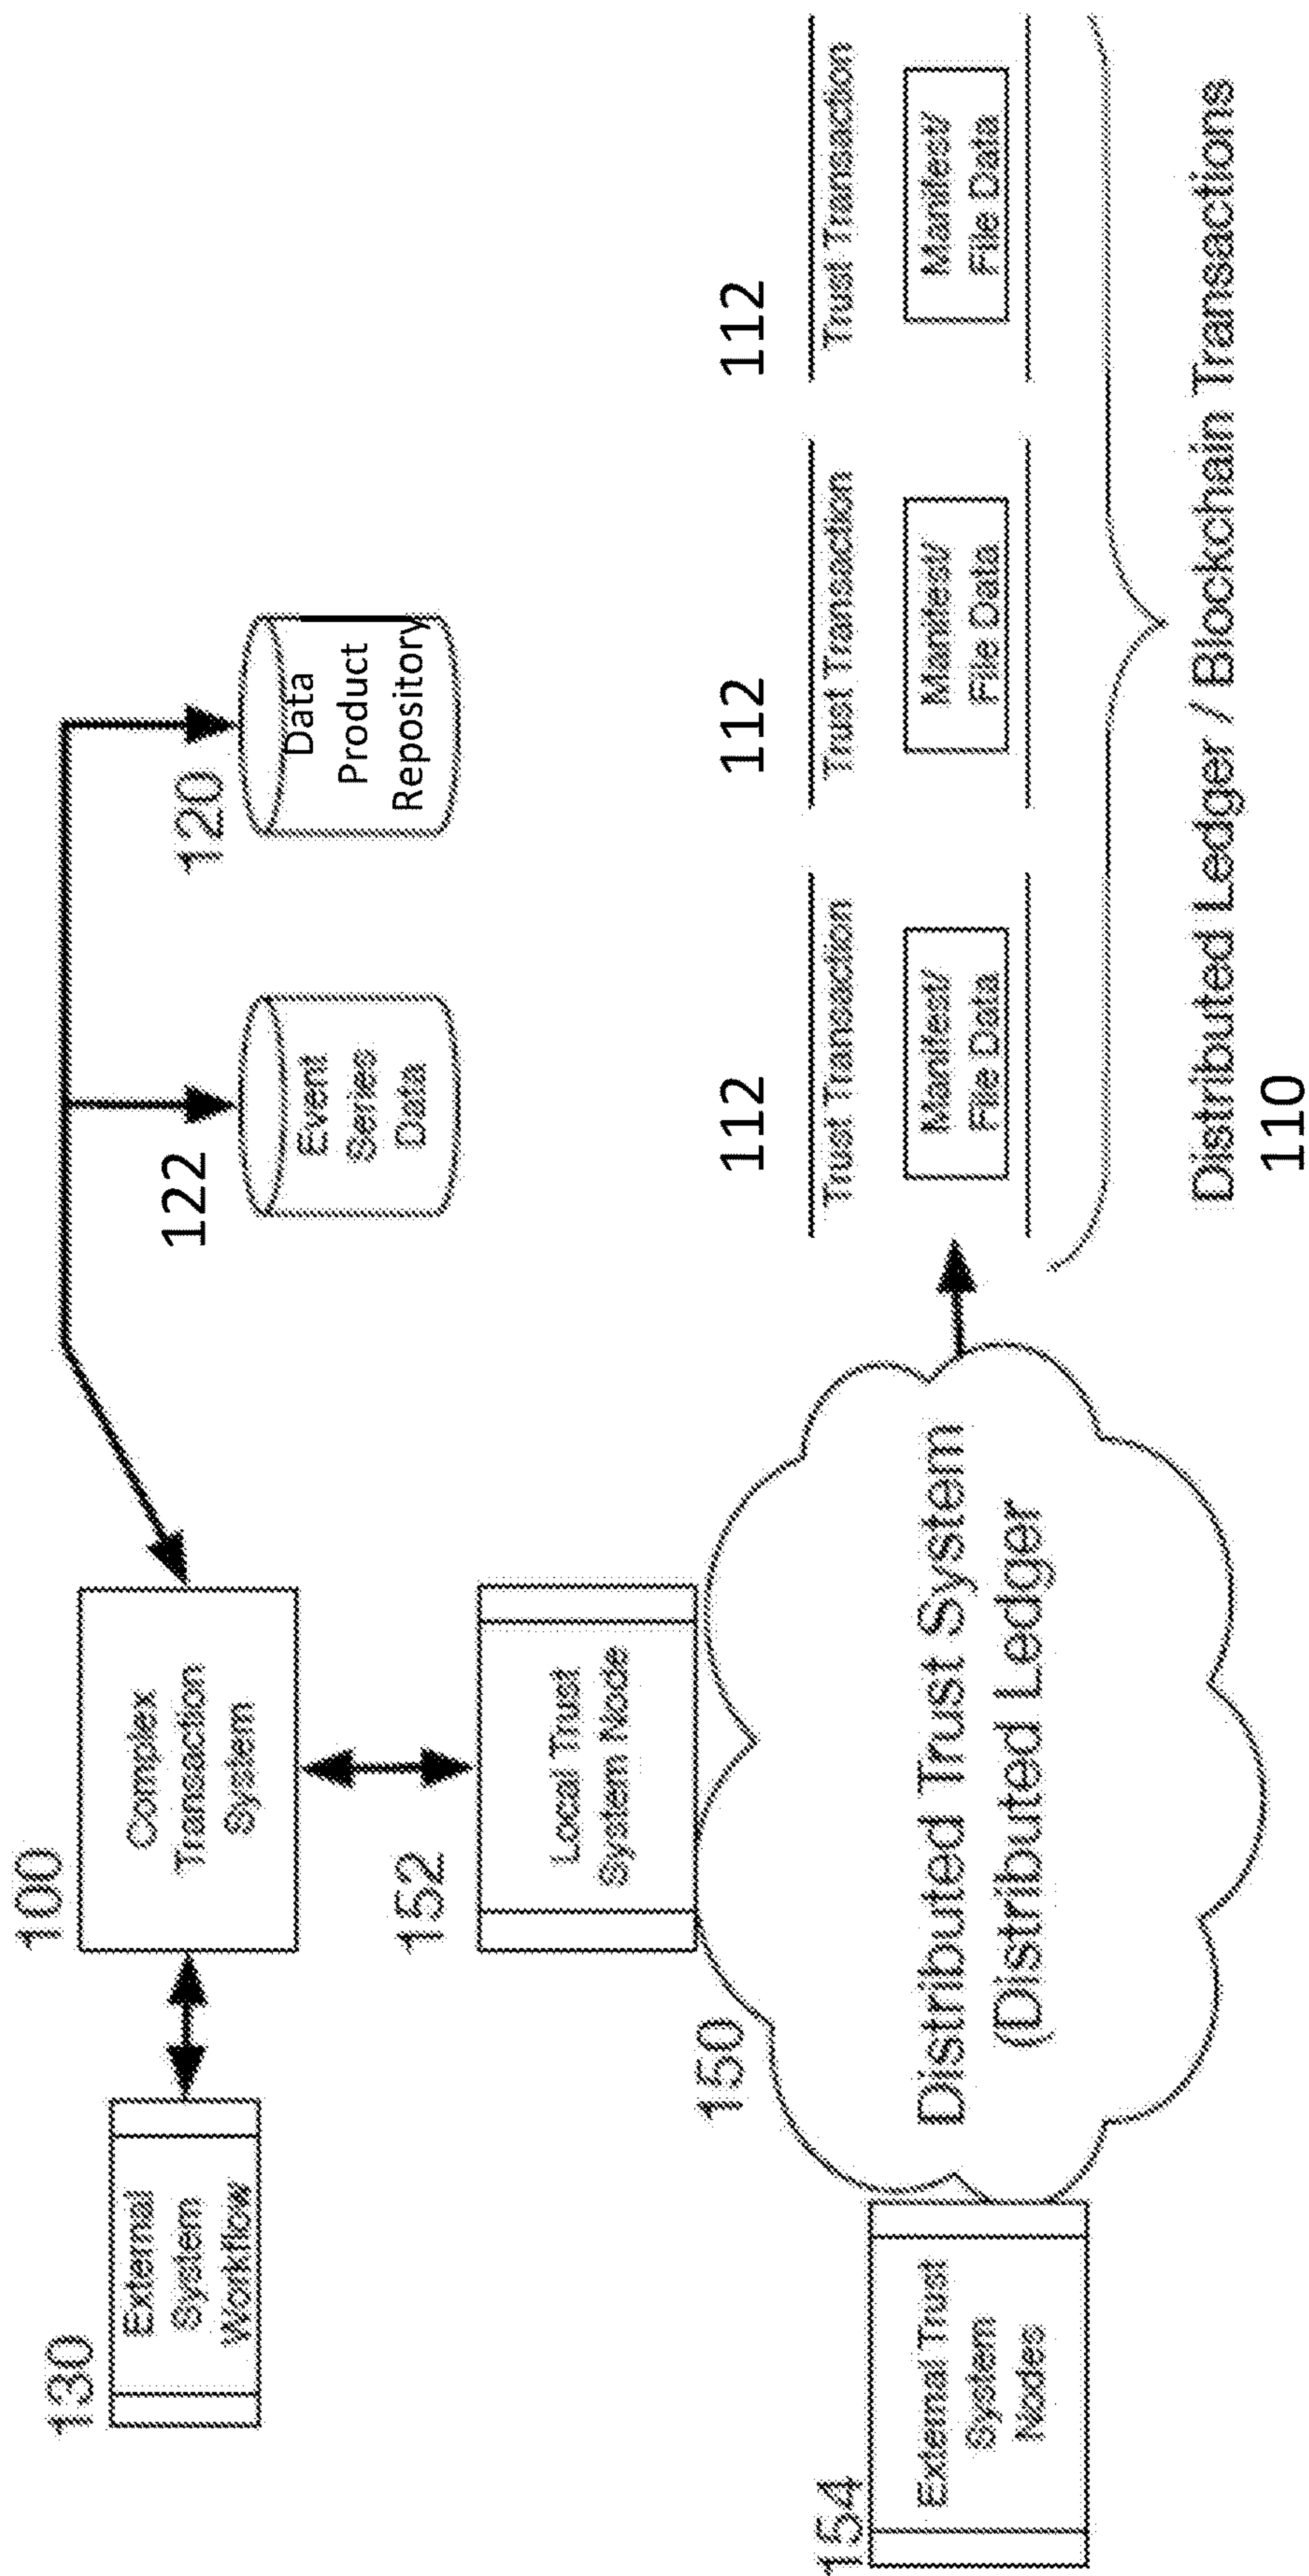 130
External
System
Workflow
100
Complex
Transaction
System
122
Event
Series
Data
120
Data
Product
Repository
152
Local Trust
System Node
154
External Trust
System
Nodes
150
Distributed Trust System
(Distributed Ledger
112
Trust Transaction
Manifest/
File Data
112
Trust Transaction
Manifest/
File Data
112
Trust Transaction
Manifest/
File Data
Distributed Ledger / Blockchain Transactions
110